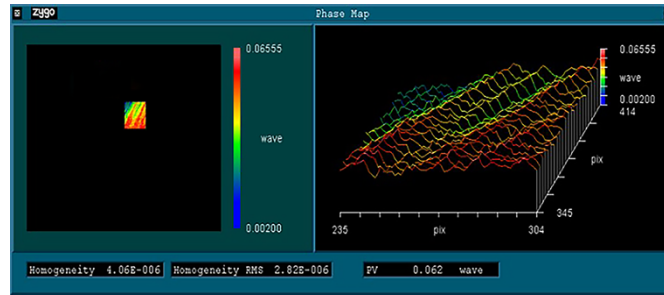 zygo Phase Map
0.06555
wave
0.00200
0.06555
wave
0.00200
414
pix
345
235 pix 304
Homogeneity 4.06E-006 Homogeneity RMS 2.82E-006 PV 0.062 wave